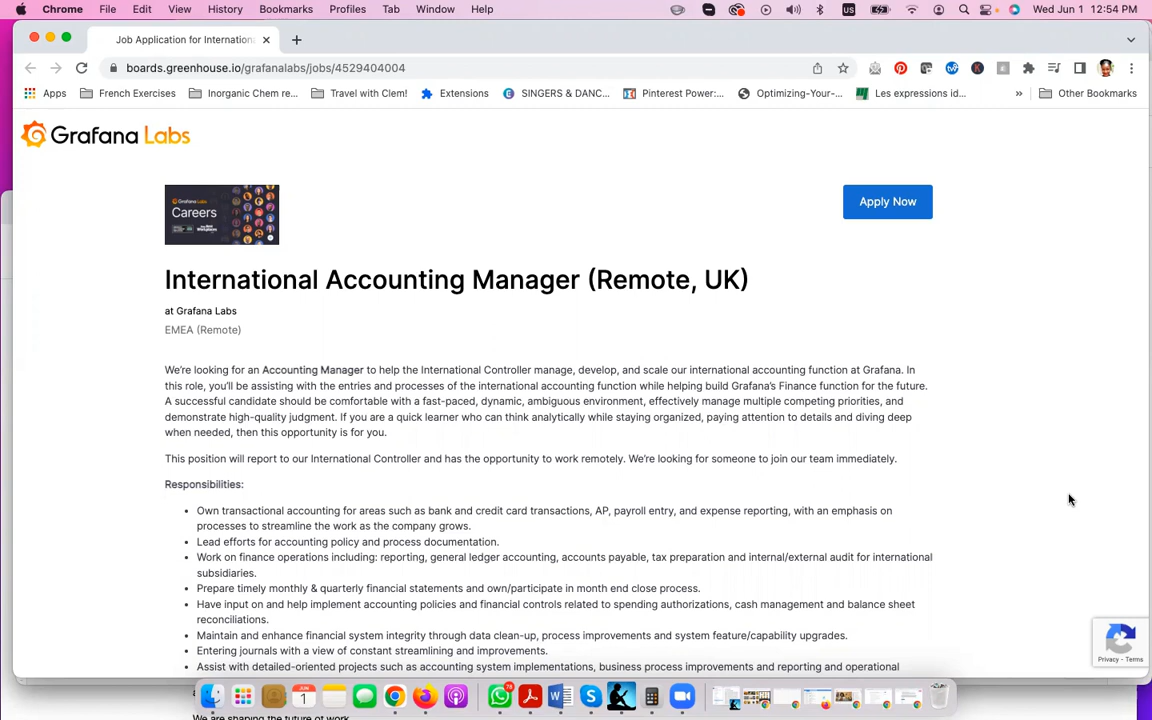 Chrome File Edit View History Bookmarks Profiles Tab Window Help US Wed Jun 1 12:54 PM
Job Application for Internation
boards.greenhouse.io/grafanalabs/jobs/4529404004
Apps French Exercises Inorganic Chem re... Travel with Clem! Extensions SINGERS & DANC... Pinterest Power:... Optimizing-Your-... Les expressions id... » Other Bookmarks
Grafana Labs
Grafana Labs
Careers
Apply Now
International Accounting Manager (Remote, UK)
at Grafana Labs
EMEA (Remote)
We're looking for an Accounting Manager to help the International Controller manage, develop, and scale our international accounting function at Grafana. In
this role, you'll be assisting with the entries and processes of the international accounting function while helping build Grafana's Finance function for the future.
A successful candidate should be comfortable with a fast-paced, dynamic, ambiguous environment, effectively manage multiple competing priorities, and
demonstrate high-quality judgment. If you are a quick learner who can think analytically while staying organized, paying attention to details and diving deep
when needed, then this opportunity is for you.
This position will report to our International Controller and has the opportunity to work remotely. We're looking for someone to join our team immediately.
Responsibilities:
• Own transactional accounting for areas such as bank and credit card transactions, AP, payroll entry, and expense reporting, with an emphasis on
processes to streamline the work as the company grows.
• Lead efforts for accounting policy and process documentation.
• Work on finance operations including: reporting, general ledger accounting, accounts payable, tax preparation and internal/external audit for international
subsidiaries.
• Prepare timely monthly & quarterly financial statements and own/participate in month end close process.
• Have input on and help implement accounting policies and financial controls related to spending authorizations, cash management and balance sheet
reconciliations.
• Maintain and enhance financial system integrity through data clean-up, process improvements and system feature/capability upgrades.
• Entering journals with a view of constant streamlining and improvements.
• Assist with detailed-oriented projects such as accounting system implementations, business process improvements and reporting and operational
Privacy - Terms
JUN
1
78
We are shaping the future of work